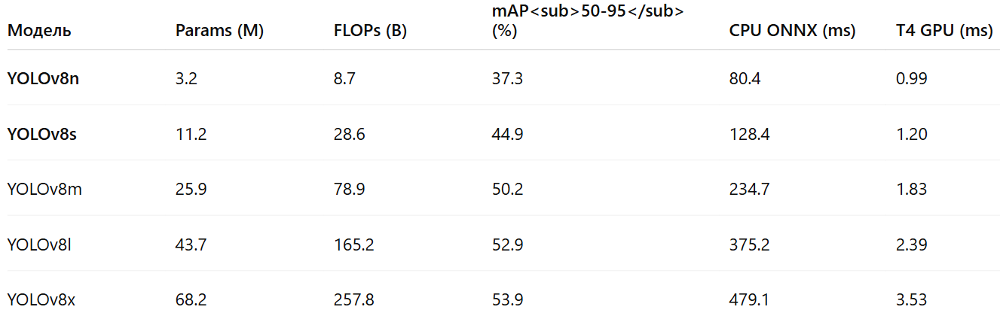 Модель Params (M) FLOPs (B) mAP<sub>50-95</sub> (%) CPU ONNX (ms) T4 GPU (ms)
YOLOv8n 3.2 8.7 37.3 80.4 0.99
YOLOv8s 11.2 28.6 44.9 128.4 1.20
YOLOv8m 25.9 78.9 50.2 234.7 1.83
YOLOv8l 43.7 165.2 52.9 375.2 2.39
YOLOv8x 68.2 257.8 53.9 479.1 3.53